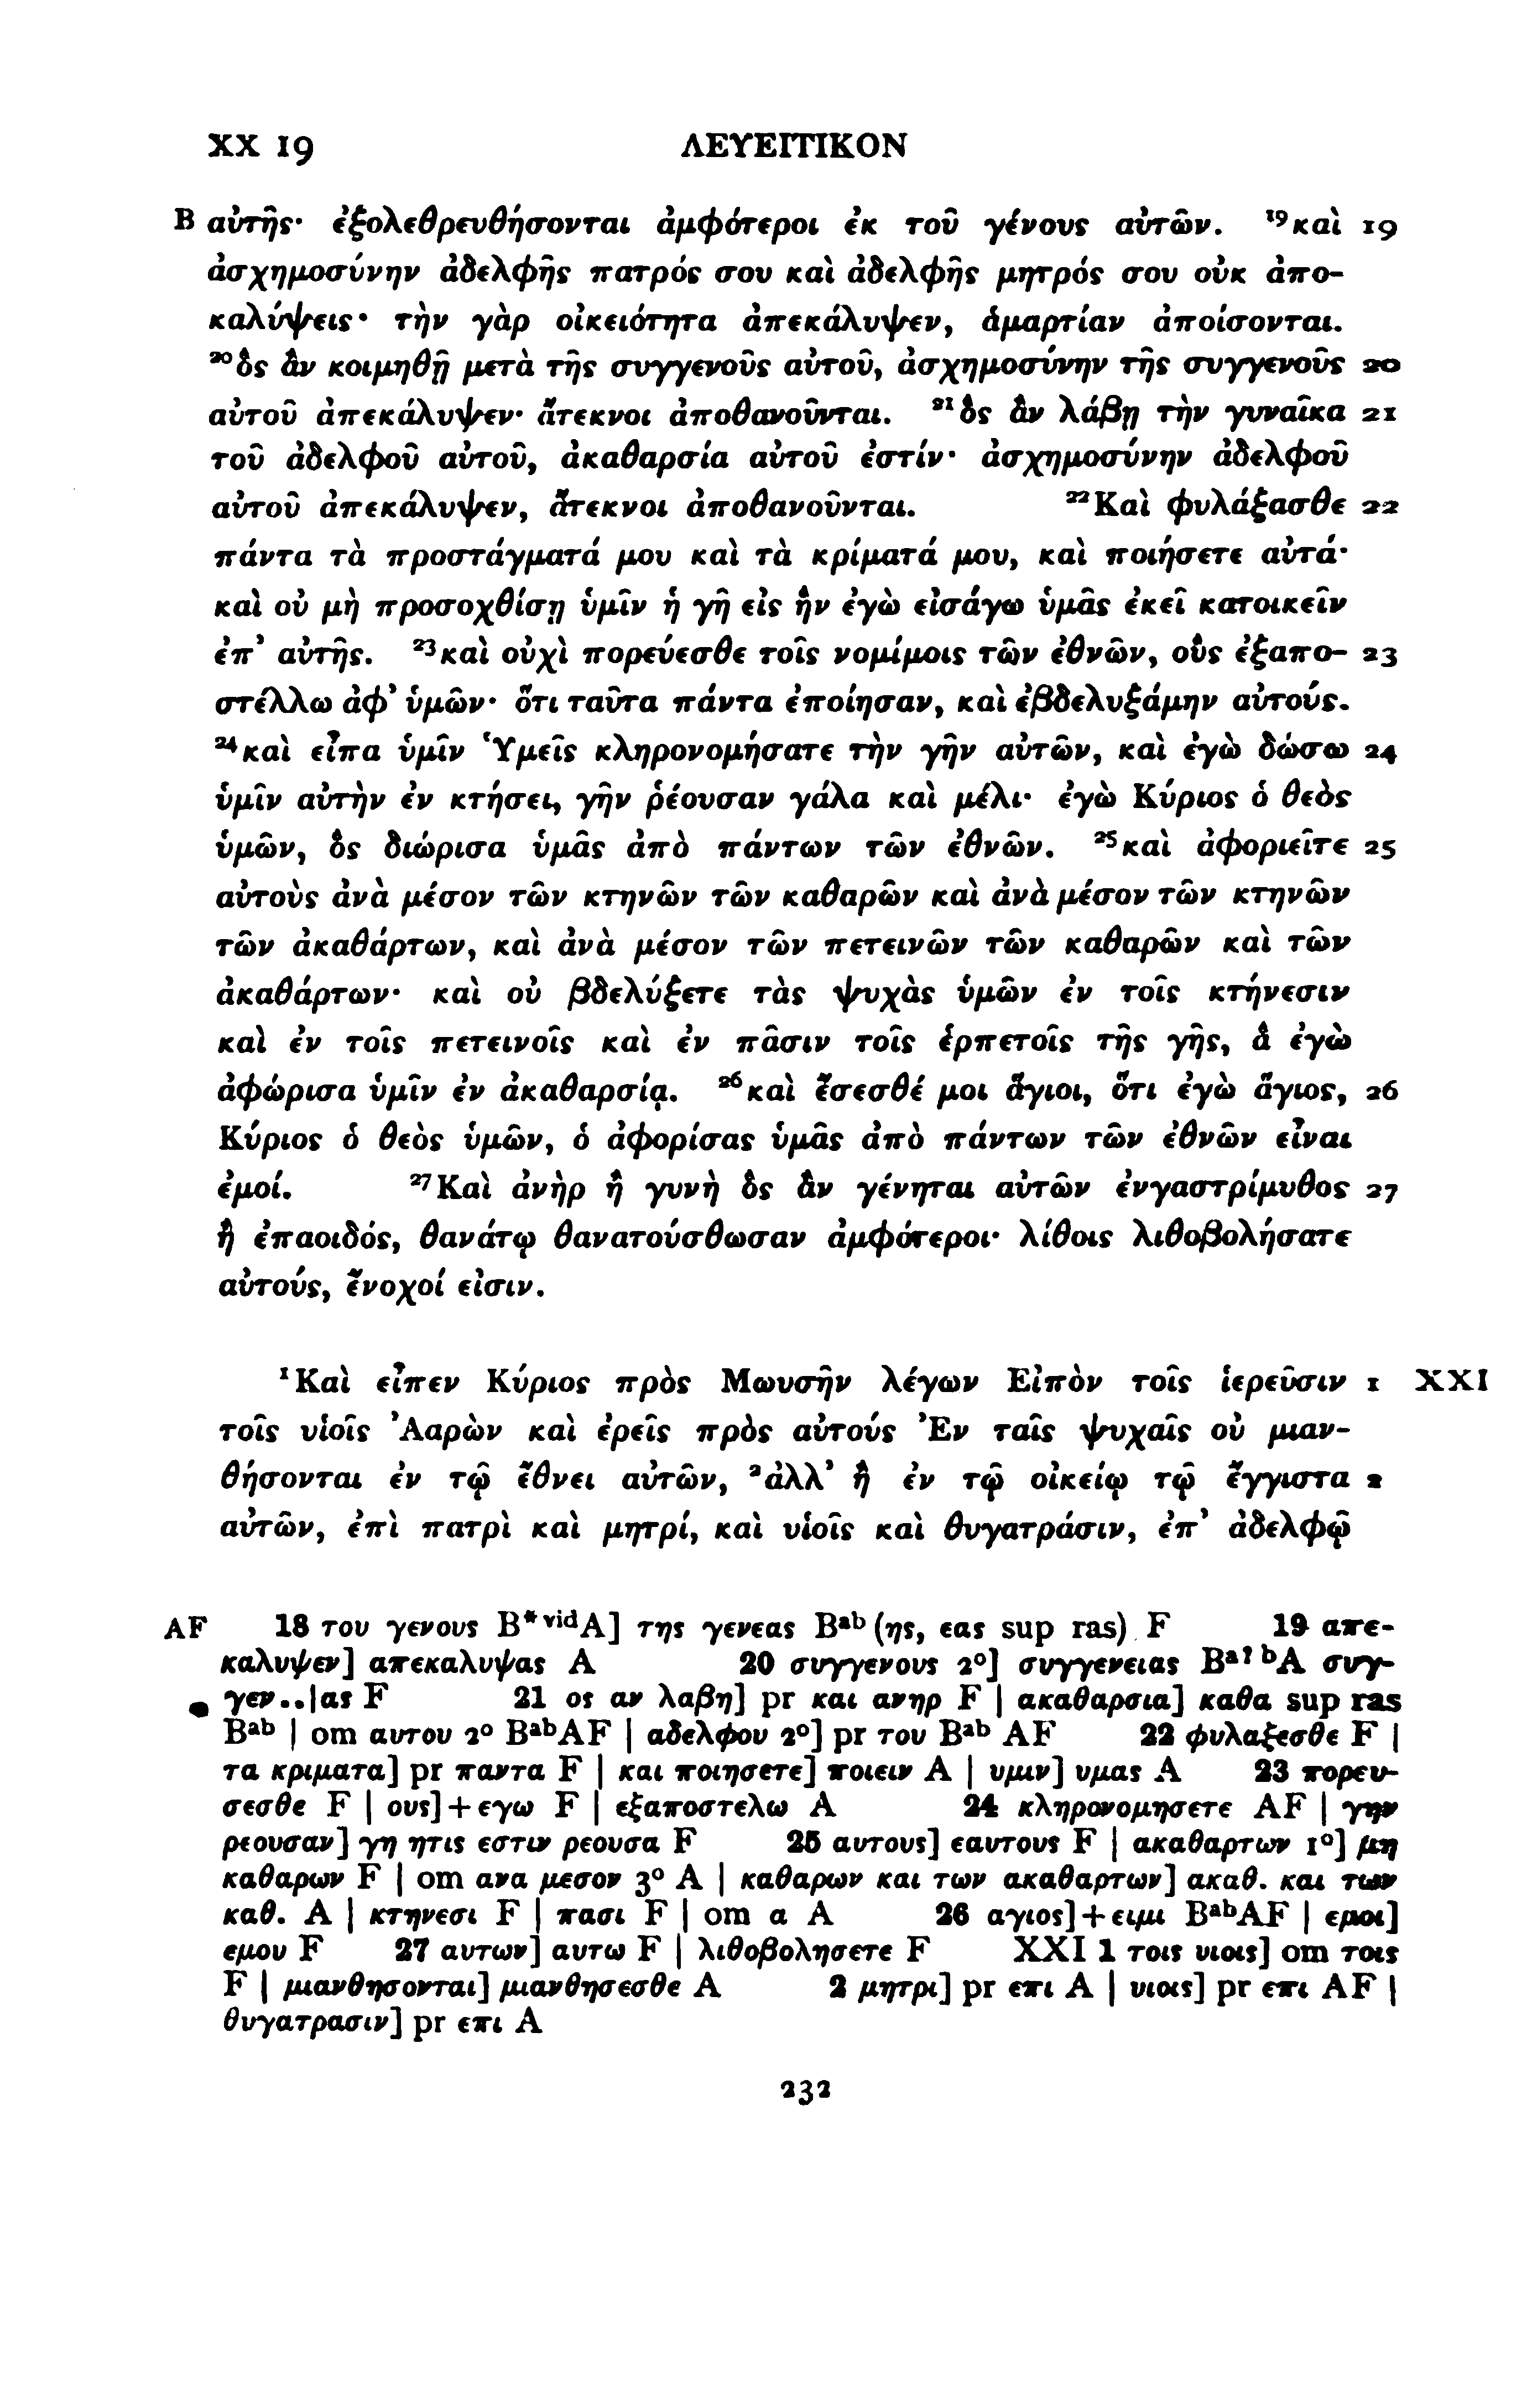 XX 19 ΛΕΥΕΙΤΙΚΟΝ
B αὐτῆς· ἐξολεθρευθήσονται ἀμφότεροι ἐκ τοῦ γένους αὐτῶν. ¹⁹καὶ 19
ἀσχημοσύνην ἀδελφῆς πατρός σου καὶ ἀδελφῆς μητρός σου οὐκ ἀπο-
καλύψεις· τὴν γὰρ οἰκειότητα ἀπεκάλυψεν, ἁμαρτίαν ἀποίσονται.
²⁰ὃς ἂν κοιμηθῇ μετὰ τῆς συγγενοῦς αὐτοῦ, ἀσχημοσύνην τῆς συγγενοῦς 20
αὐτοῦ ἀπεκάλυψεν· ἄτεκνοι ἀποθανοῦνται. ²¹ὃς ἂν λάβῃ τὴν γυναῖκα 21
τοῦ ἀδελφοῦ αὐτοῦ, ἀκαθαρσία αὐτοῦ ἐστίν· ἀσχημοσύνην ἀδελφοῦ
αὐτοῦ ἀπεκάλυψεν, ἄτεκνοι ἀποθανοῦνται. ²²Καὶ φυλάξασθε 22
πάντα τὰ προστάγματά μου καὶ τὰ κρίματά μου, καὶ ποιήσετε αὐτά·
καὶ οὐ μὴ προσοχθίσῃ ὑμῖν ἡ γῆ εἰς ἣν ἐγὼ εἰσάγω ὑμᾶς ἐκεῖ κατοικεῖν
ἐπ’ αὐτῆς. ²³καὶ οὐχὶ πορεύεσθε τοῖς νομίμοις τῶν ἐθνῶν, οὓς ἐξαπο- 23
στέλλω ἀφ’ ὑμῶν· ὅτι ταῦτα πάντα ἐποίησαν, καὶ ἐβδελυξάμην αὐτούς.
²⁴καὶ εἶπα ὑμῖν Ὑμεῖς κληρονομήσατε τὴν γῆν αὐτῶν, καὶ ἐγὼ δώσω 24
ὑμῖν αὐτὴν ἐν κτήσει, γῆν ῥέουσαν γάλα καὶ μέλι· ἐγὼ Κύριος ὁ θεὸς
ὑμῶν, ὃς διώρισα ὑμᾶς ἀπὸ πάντων τῶν ἐθνῶν. ²⁵καὶ ἀφοριεῖτε 25
αὐτοὺς ἀνὰ μέσον τῶν κτηνῶν τῶν καθαρῶν καὶ ἀνὰ μέσον τῶν κτηνῶν
τῶν ἀκαθάρτων, καὶ ἀνὰ μέσον τῶν πετεινῶν τῶν καθαρῶν καὶ τῶν
ἀκαθάρτων· καὶ οὐ βδελύξετε τὰς ψυχὰς ὑμῶν ἐν τοῖς κτήνεσιν
καὶ ἐν τοῖς πετεινοῖς καὶ ἐν πᾶσιν τοῖς ἑρπετοῖς τῆς γῆς, ἃ ἐγὼ
ἀφώρισα ὑμῖν ἐν ἀκαθαρσίᾳ. ²⁶καὶ ἔσεσθέ μοι ἅγιοι, ὅτι ἐγὼ ἅγιος, 26
Κύριος ὁ θεὸς ὑμῶν, ὁ ἀφορίσας ὑμᾶς ἀπὸ πάντων τῶν ἐθνῶν εἶναι
ἐμοί. ²⁷Καὶ ἀνὴρ ἢ γυνὴ ὃς ἂν γένηται αὐτῶν ἐνγαστρίμυθος 27
ἢ ἐπαοιδός, θανάτῳ θανατούσθωσαν ἀμφότεροι· λίθοις λιθοβολήσατε
αὐτούς, ἔνοχοί εἰσιν.
¹Καὶ εἶπεν Κύριος πρὸς Μωυσῆν λέγων Εἰπὸν τοῖς ἱερεῦσιν 1 XXI
τοῖς υἱοῖς Ἀαρὼν καὶ ἐρεῖς πρὸς αὐτούς Ἐν ταῖς ψυχαῖς οὐ μιαν-
θήσονται ἐν τῷ ἔθνει αὐτῶν, ²ἀλλ’ ἢ ἐν τῷ οἰκείῳ τῷ ἔγγιστα 2
αὐτῶν, ἐπὶ πατρὶ καὶ μητρί, καὶ υἱοῖς καὶ θυγατράσιν, ἐπ’ ἀδελφῷ
AF 18 του γενους B*ᵛⁱᵈA] της γενεας Bᵃᵇ (ης, εας sup ras) F 19 απε-
καλυψεν] απεκαλυψας A 20 συγγενους 2°] συγγενειας Bᵃ?ᵇA συγ-
γεν..|ας F 21 ος αν λαβη] pr και ανηρ F | ακαθαρσια] καθα sup ras
Bᵃᵇ | om αυτου 2° BᵃᵇAF | αδελφου 2°] pr του Bᵃᵇ AF 22 φυλαξεσθε F |
τα κριματα] pr παντα F | και ποιησετε] ποιειν A | υμιν] υμας A 23 πορευ-
σεσθε F | ους]+εγω F | εξαποστελω A 24 κληρονομησετε AF | γην
ρεουσαν] γη ητις εστιν ρεουσα F 25 αυτους] εαυτους F | ακαθαρτων 1°] μη
καθαρων F | om ανα μεσον 3° A | καθαρων και των ακαθαρτων] ακαθ. και των
καθ. A | κτηνεσι F | πασι F | om α A 26 αγιος]+ειμι BᵃᵇAF | εμοι]
εμου F 27 αυτων] αυτω F | λιθοβολησετε F XXI 1 τοις υιοις] om τοις
F | μιανθησονται] μιανθησεσθε A 2 μητρι] pr επι A | υιοις] pr επι AF |
θυγατρασιν] pr επι A
232